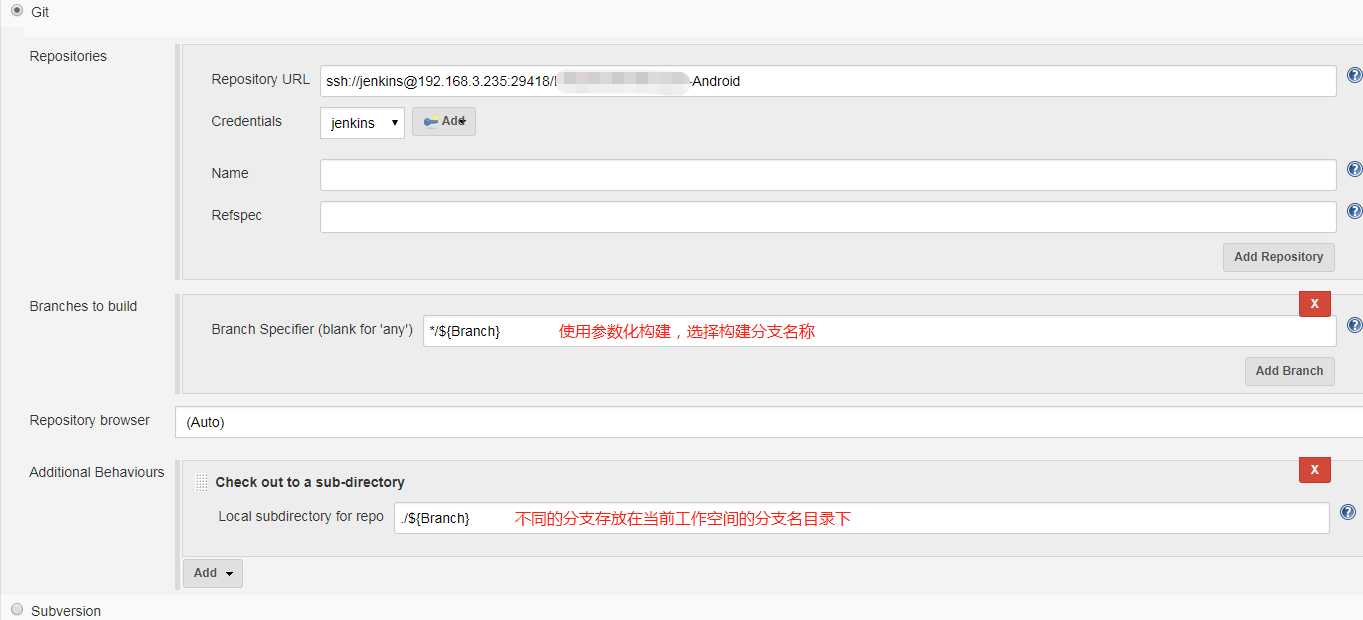 Git
Repositories
Repository URL ssh://jenkins@192.168.3.235:29418/ -Android
Credentials jenkins Add
Name
Refspec
Add Repository
Branches to build
X
Branch Specifier (blank for 'any') */${Branch} 使用参数化构建，选择构建分支名称
Add Branch
Repository browser (Auto)
Additional Behaviours
X
Check out to a sub-directory
Local subdirectory for repo ./${Branch} 不同的分支存放在当前工作空间的分支名目录下
Add
Subversion